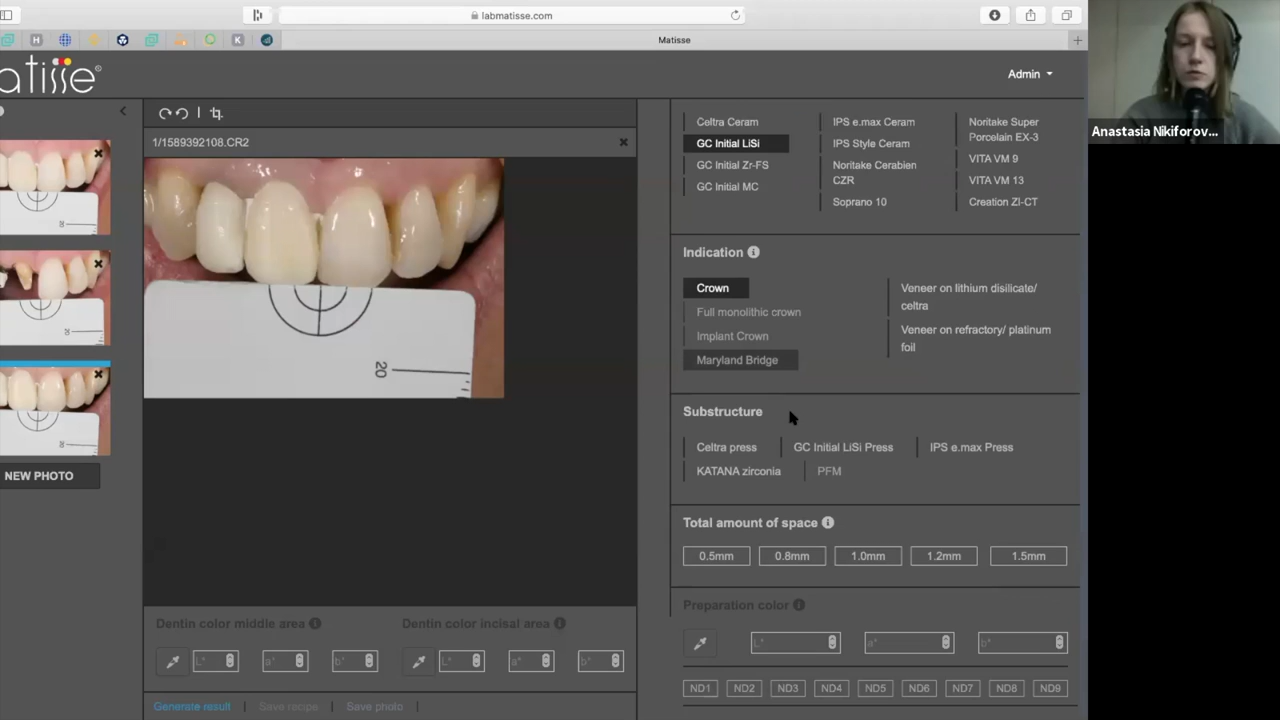 labmatisse.com
H
K
Matisse
atisse®
Admin
1/1589392108.CR2
20
NEW PHOTO
Dentin color middle area
Dentin color incisal area
L* a* b* L* a* b*
Generate result | Save recipe | Save photo
Celtra Ceram
GC Initial LiSi
GC Initial Zr-FS
GC Initial MC
IPS e.max Ceram
IPS Style Ceram
Noritake Cerabien
CZR
Soprano 10
Noritake Super
Porcelain EX-3
VITA VM 9
VITA VM 13
Creation ZI-CT
Indication
Crown
Full monolithic crown
Implant Crown
Maryland Bridge
Veneer on lithium disilicate/
celtra
Veneer on refractory/ platinum
foil
Substructure
Celtra press
GC Initial LiSi Press
IPS e.max Press
KATANA zirconia
PFM
Total amount of space
0.5mm 0.8mm 1.0mm 1.2mm 1.5mm
Preparation color
L* a* b*
ND1 ND2 ND3 ND4 ND5 ND6 ND7 ND8 ND9
Anastasia Nikiforov...